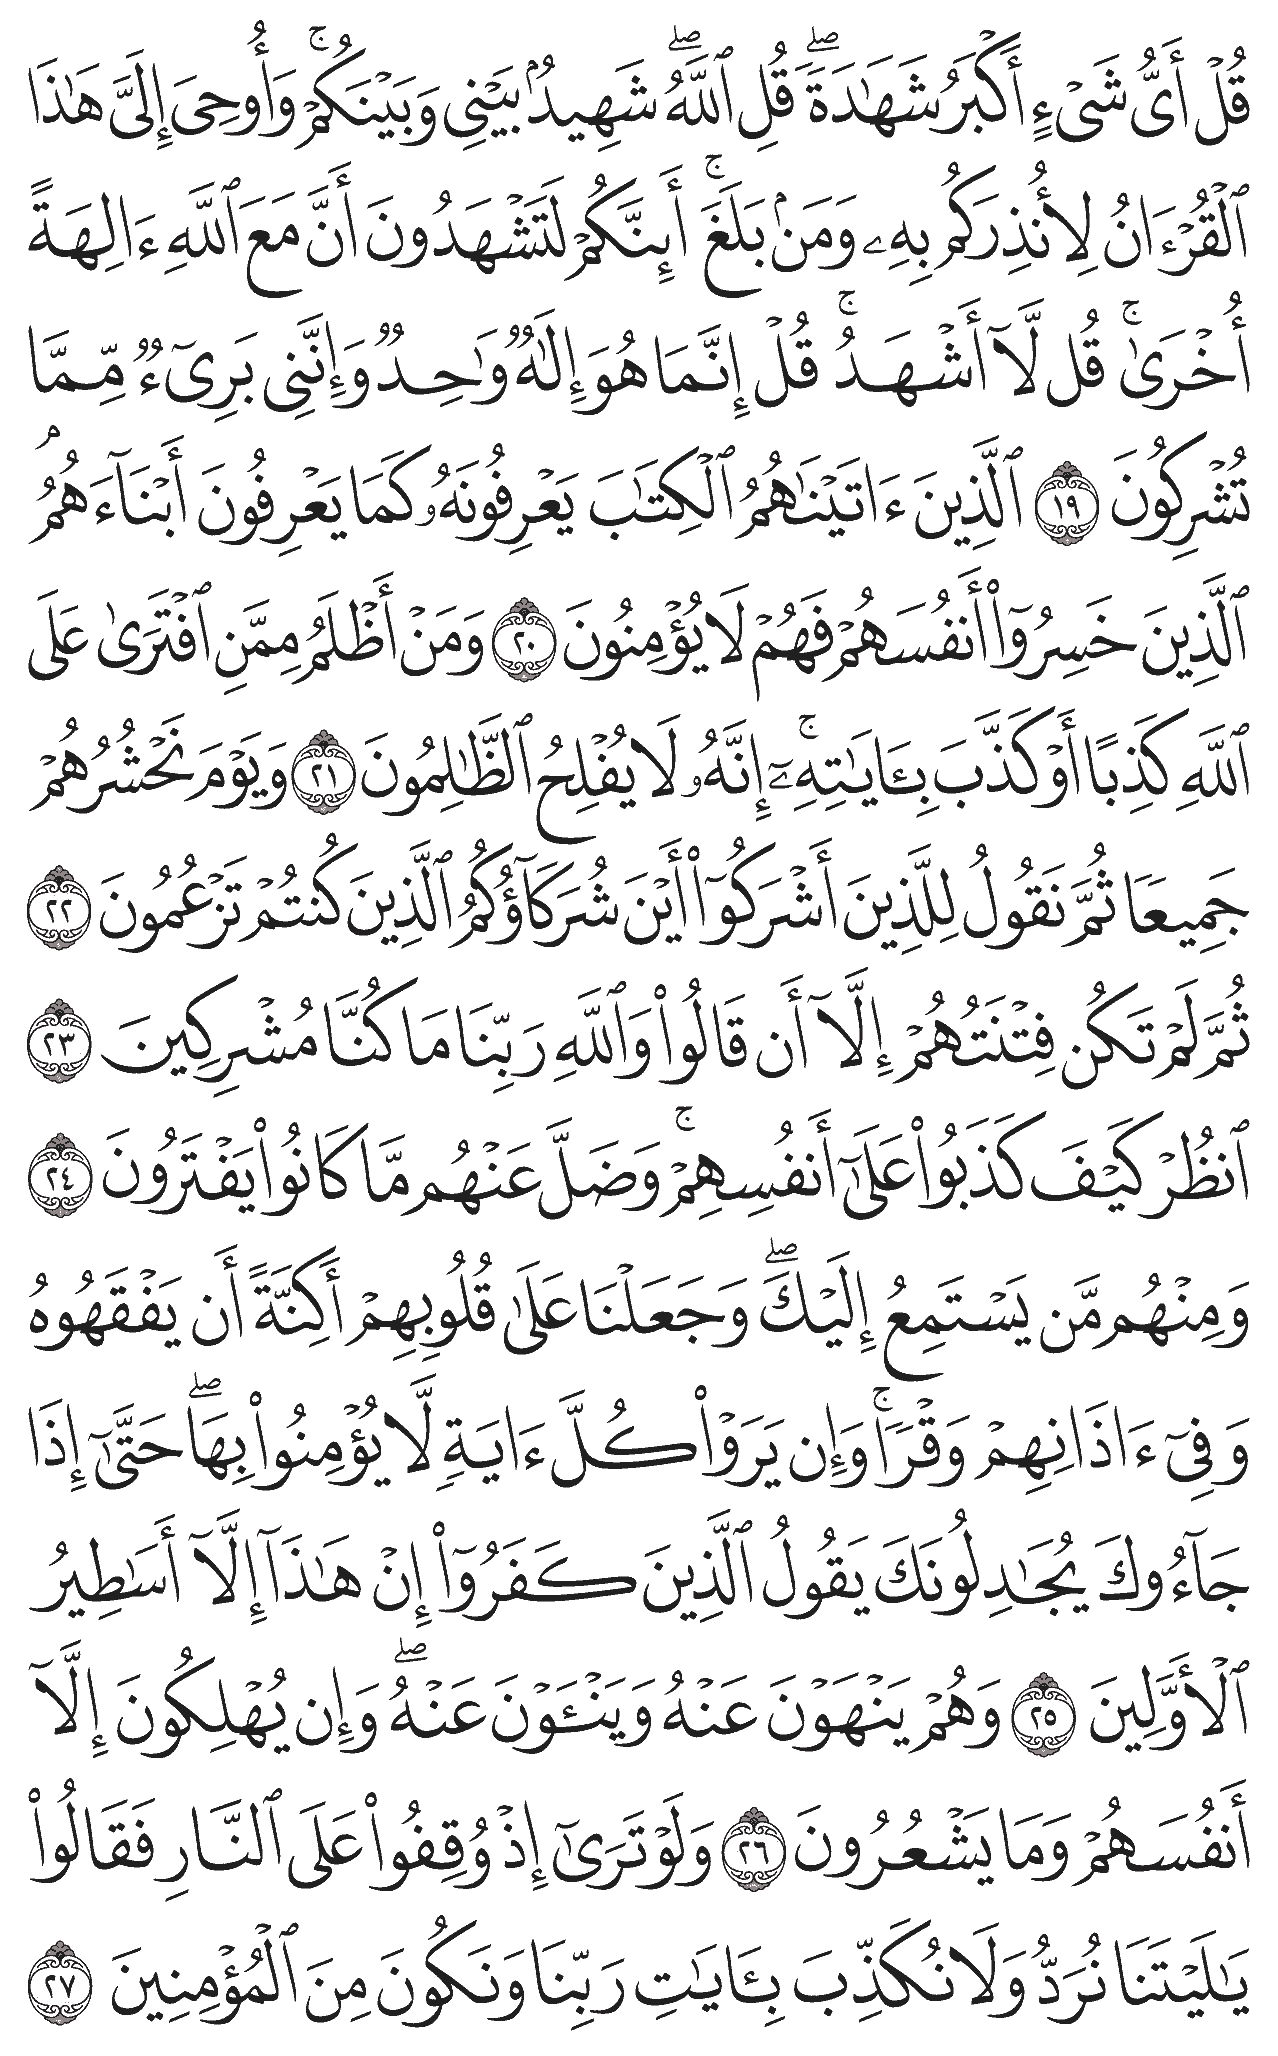 قُلۡ أَيُّ شَيۡءٍ أَكۡبَرُ شَهَٰدَةٗۖ قُلِ ٱللَّهُۖ شَهِيدُۢ بَيۡنِي وَبَيۡنَكُمۡۚ وَأُوحِيَ إِلَيَّ هَٰذَا
ٱلۡقُرۡءَانُ لِأُنذِرَكُم بِهِۦ وَمَنۢ بَلَغَۚ أَئِنَّكُمۡ لَتَشۡهَدُونَ أَنَّ مَعَ ٱللَّهِ ءَالِهَةً
أُخۡرَىٰۚ قُل لَّآ أَشۡهَدُۚ قُلۡ إِنَّمَا هُوَ إِلَٰهٞ وَٰحِدٞ وَإِنَّنِي بَرِيٓءٞ مِّمَّا
تُشۡرِكُونَ ١٩ ٱلَّذِينَ ءَاتَيۡنَٰهُمُ ٱلۡكِتَٰبَ يَعۡرِفُونَهُۥ كَمَا يَعۡرِفُونَ أَبۡنَآءَهُمُۘ
ٱلَّذِينَ خَسِرُوٓاْ أَنفُسَهُمۡ فَهُمۡ لَا يُؤۡمِنُونَ ٢٠ وَمَنۡ أَظۡلَمُ مِمَّنِ ٱفۡتَرَىٰ عَلَى
ٱللَّهِ كَذِبًا أَوۡ كَذَّبَ بِـَٔايَٰتِهِۦٓۚ إِنَّهُۥ لَا يُفۡلِحُ ٱلظَّٰلِمُونَ ٢١ وَيَوۡمَ نَحۡشُرُهُمۡ
جَمِيعٗا ثُمَّ نَقُولُ لِلَّذِينَ أَشۡرَكُوٓاْ أَيۡنَ شُرَكَآؤُكُمُ ٱلَّذِينَ كُنتُمۡ تَزۡعُمُونَ ٢٢
ثُمَّ لَمۡ تَكُن فِتۡنَتُهُمۡ إِلَّآ أَن قَالُواْ وَٱللَّهِ رَبِّنَا مَا كُنَّا مُشۡرِكِينَ ٢٣
ٱنظُرۡ كَيۡفَ كَذَبُواْ عَلَىٰٓ أَنفُسِهِمۡۚ وَضَلَّ عَنۡهُم مَّا كَانُواْ يَفۡتَرُونَ ٢٤
وَمِنۡهُم مَّن يَسۡتَمِعُ إِلَيۡكَۖ وَجَعَلۡنَا عَلَىٰ قُلُوبِهِمۡ أَكِنَّةً أَن يَفۡقَهُوهُ
وَفِيٓ ءَاذَانِهِمۡ وَقۡرٗاۚ وَإِن يَرَوۡاْ كُلَّ ءَايَةٖ لَّا يُؤۡمِنُواْ بِهَاۖ حَتَّىٰٓ إِذَا
جَآءُوكَ يُجَٰدِلُونَكَ يَقُولُ ٱلَّذِينَ كَفَرُوٓاْ إِنۡ هَٰذَآ إِلَّآ أَسَٰطِيرُ
ٱلۡأَوَّلِينَ ٢٥ وَهُمۡ يَنۡهَوۡنَ عَنۡهُ وَيَنۡـَٔوۡنَ عَنۡهُۖ وَإِن يُهۡلِكُونَ إِلَّآ
أَنفُسَهُمۡ وَمَا يَشۡعُرُونَ ٢٦ وَلَوۡ تَرَىٰٓ إِذۡ وُقِفُواْ عَلَى ٱلنَّارِ فَقَالُواْ
يَٰلَيۡتَنَا نُرَدُّ وَلَا نُكَذِّبَ بِـَٔايَٰتِ رَبِّنَا وَنَكُونَ مِنَ ٱلۡمُؤۡمِنِينَ ٢٧